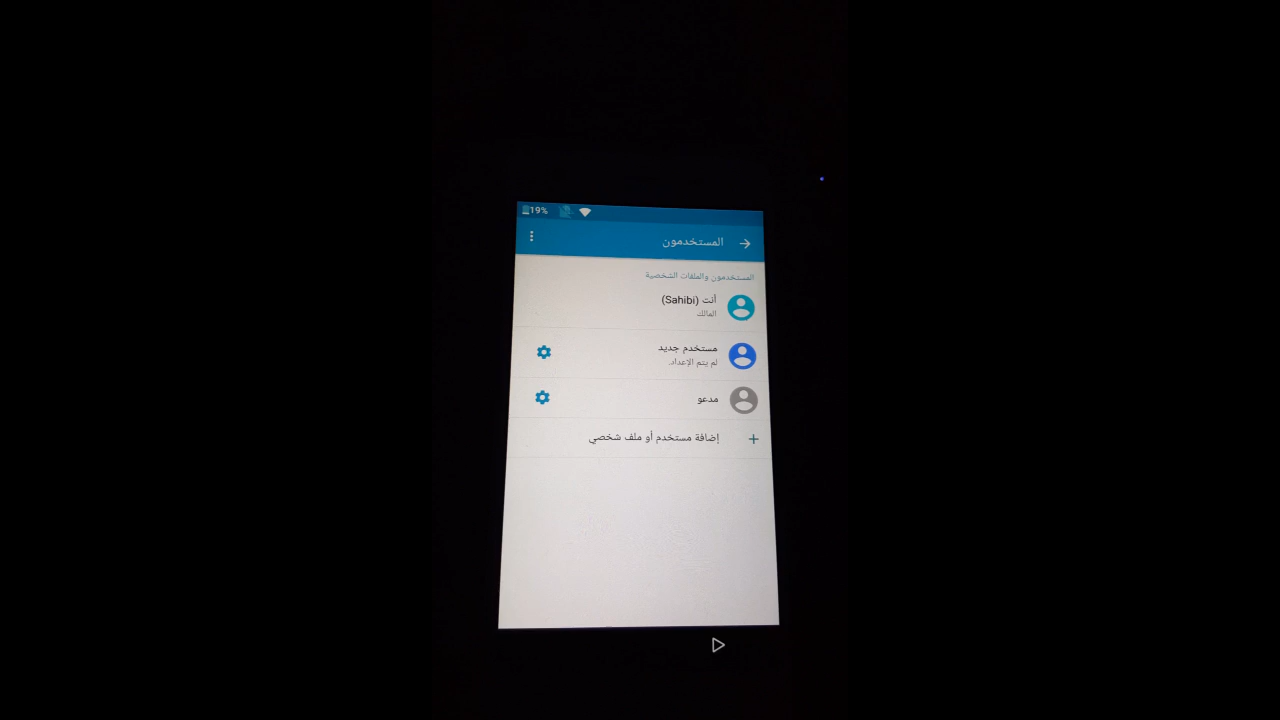 19%
المستخدمون
المستخدمون والملفات الشخصية
أنت (Sahibi)
المالك
مستخدم جديد
لم يتم الإعداد.
مدعو
إضافة مستخدم أو ملف شخصي